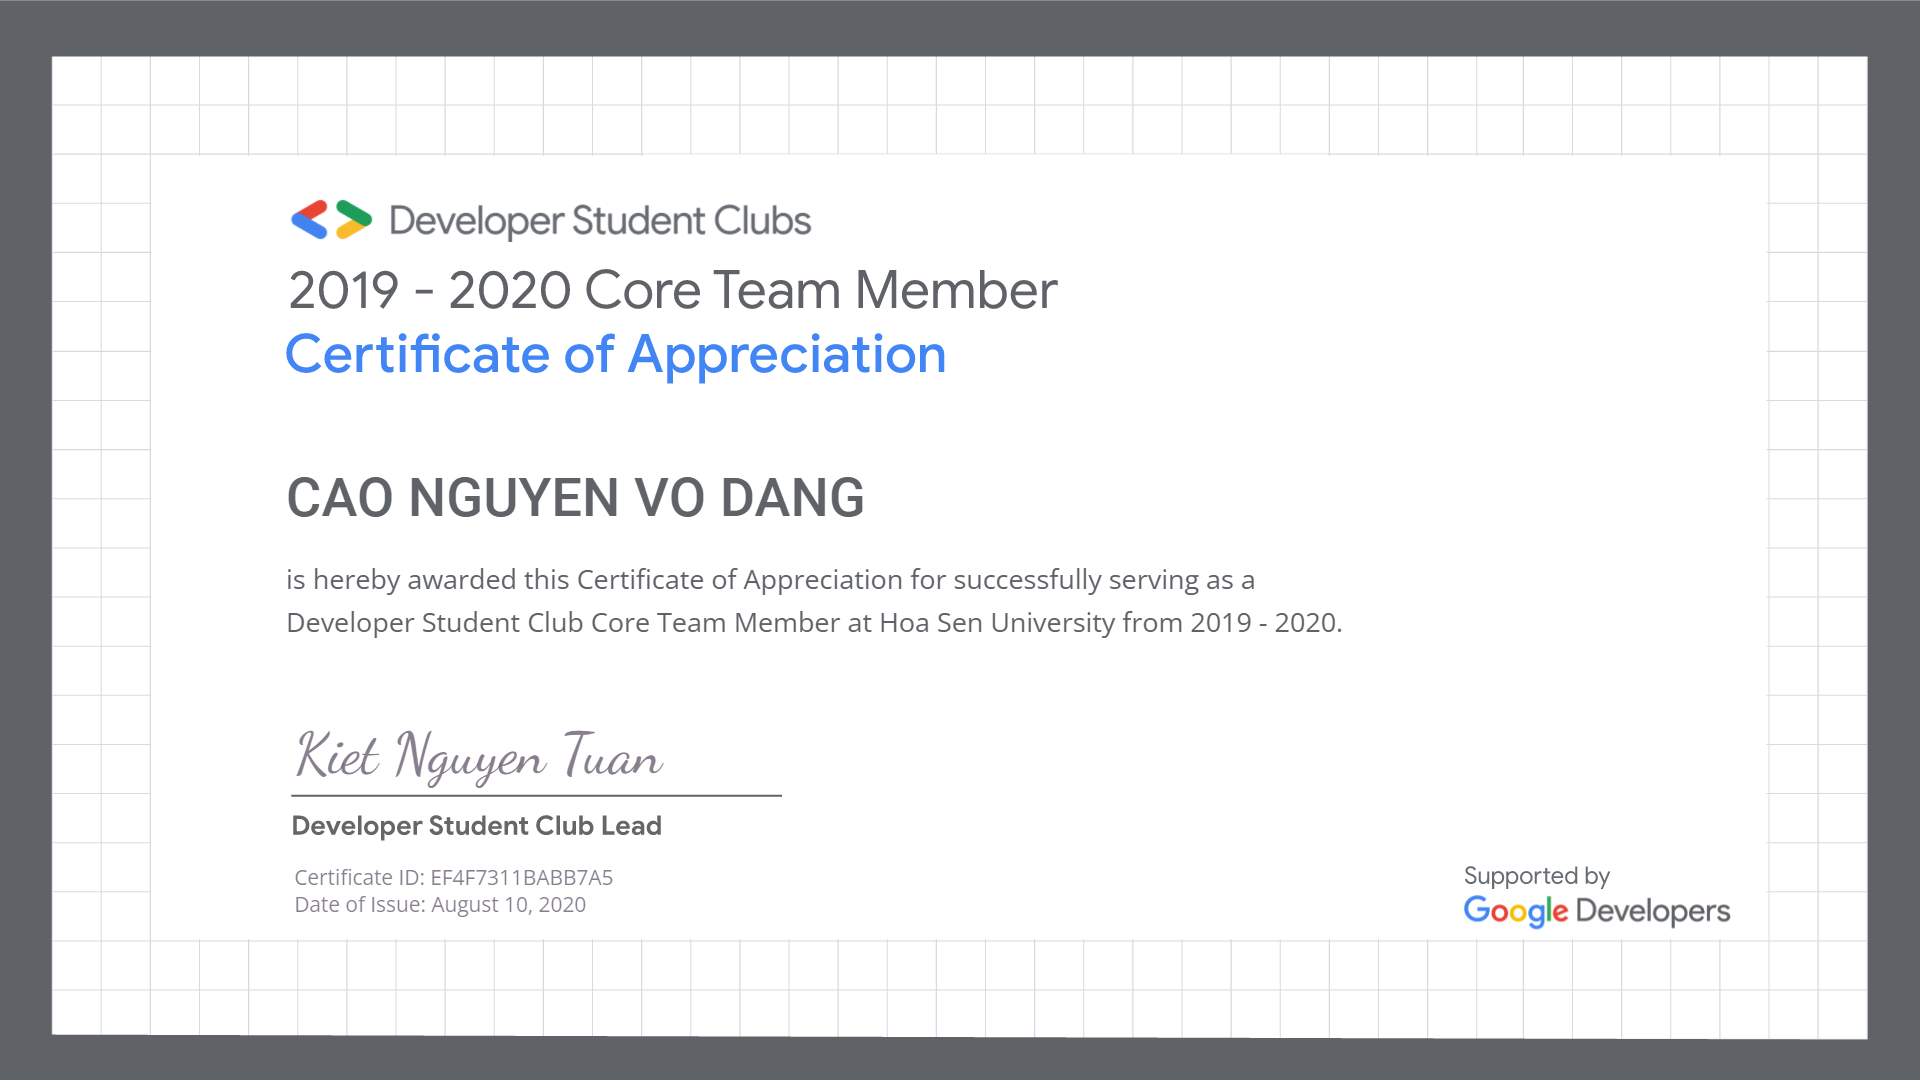 Developer Student Clubs
2019 - 2020 Core Team Member
Certificate of Appreciation
CAO NGUYEN VO DANG
is hereby awarded this Certificate of Appreciation for successfully serving as a
Developer Student Club Core Team Member at Hoa Sen University from 2019 - 2020.
Kiet Nguyen Tuan
Developer Student Club Lead
Certificate ID: EF4F7311BABB7A5
Date of Issue: August 10, 2020
Supported by
Google Developers